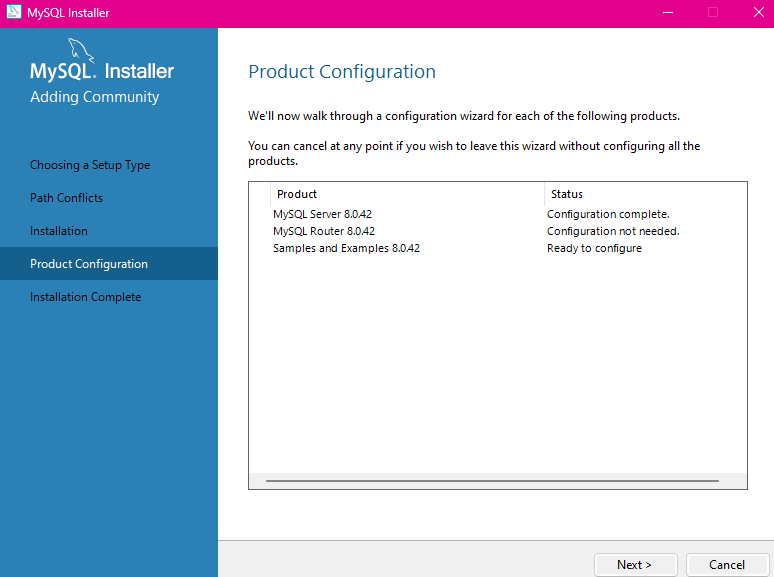 MySQL Installer
MySQL. Installer
Adding Community
Choosing a Setup Type
Path Conflicts
Installation
Product Configuration
Installation Complete
Product Configuration
We'll now walk through a configuration wizard for each of the following products.
You can cancel at any point if you wish to leave this wizard without configuring all the
products.
Product Status
MySQL Server 8.0.42 Configuration complete.
MySQL Router 8.0.42 Configuration not needed.
Samples and Examples 8.0.42 Ready to configure
Next > Cancel